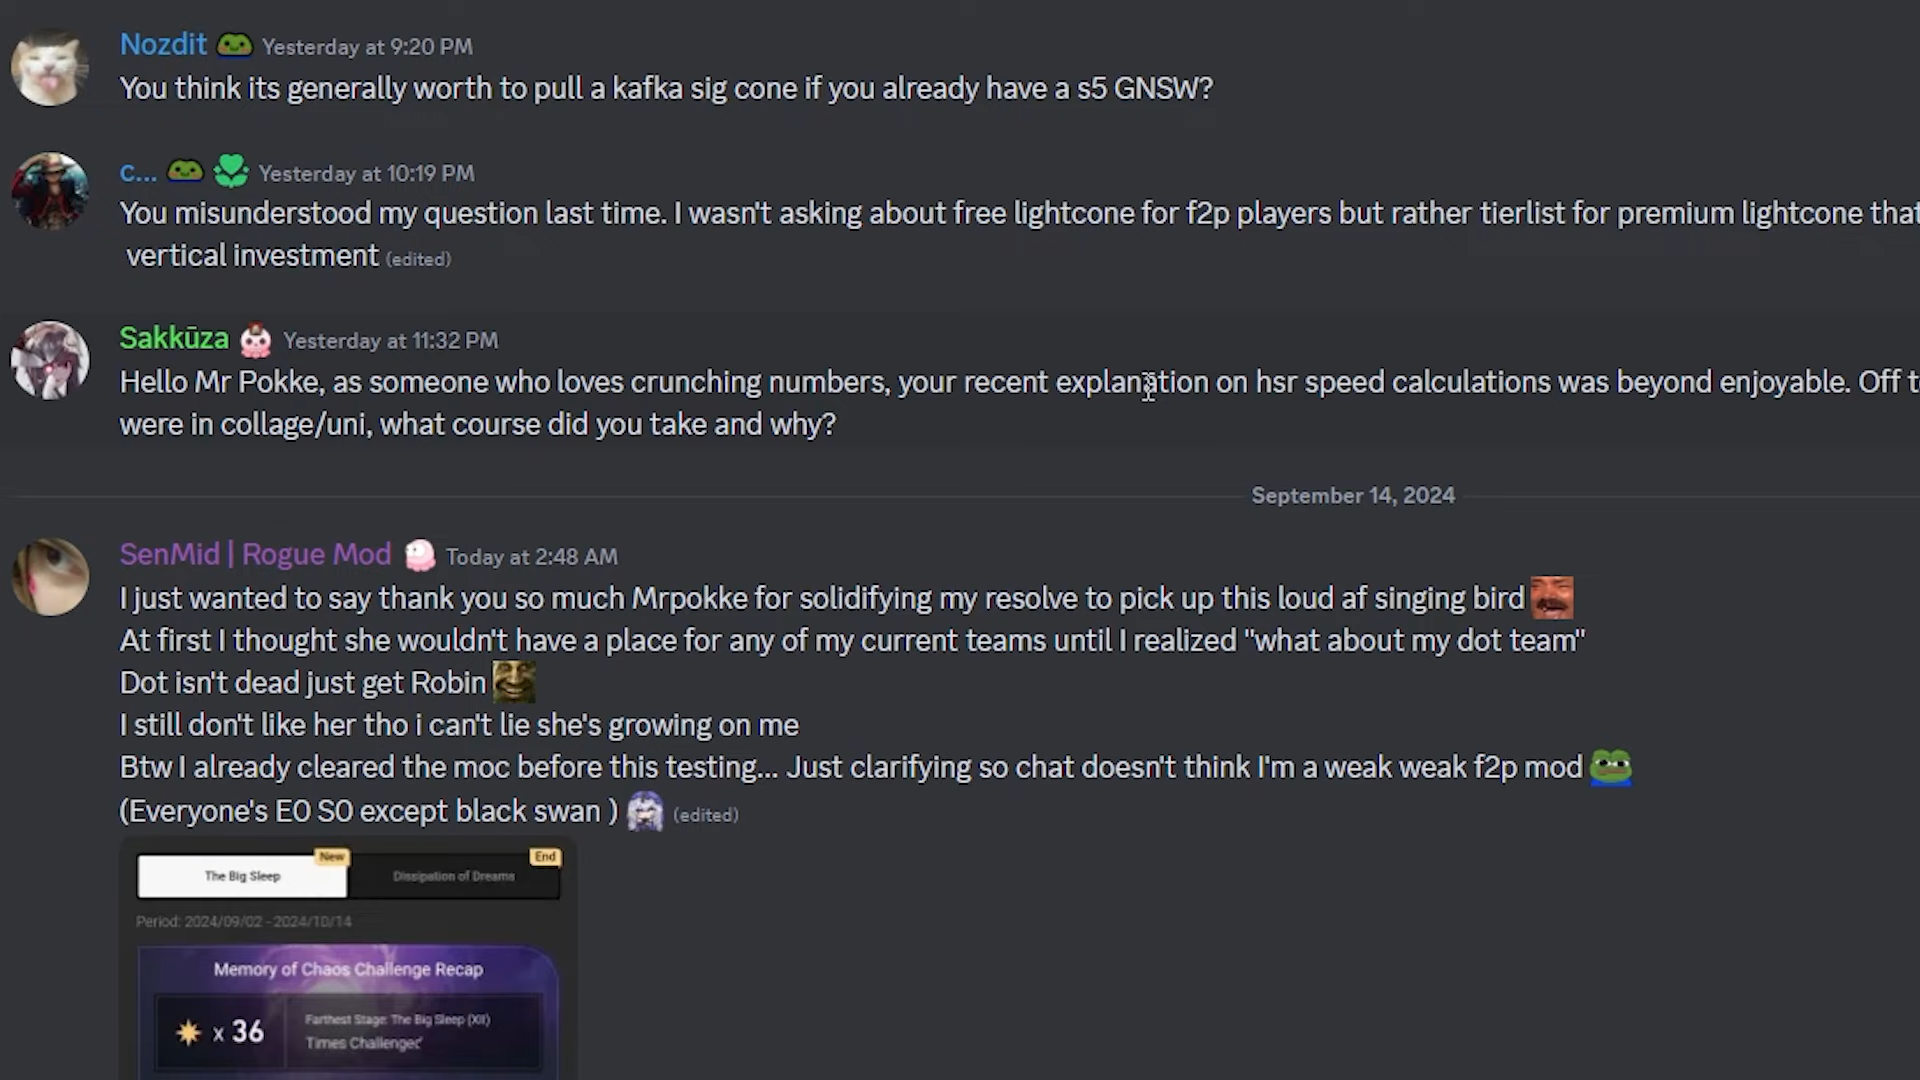 Nozdit Yesterday at 9:20 PM
You think its generally worth to pull a kafka sig cone if you already have a s5 GNSW?
c... Yesterday at 10:19 PM
You misunderstood my question last time. I wasn't asking about free lightcone for f2p players but rather tierlist for premium lightcone that
vertical investment (edited)
Sakkūza Yesterday at 11:32 PM
Hello Mr Pokke, as someone who loves crunching numbers, your recent explanation on hsr speed calculations was beyond enjoyable. Off
were in collage/uni, what course did you take and why?
September 14, 2024
SenMid | Rogue Mod Today at 2:48 AM
I just wanted to say thank you so much Mrpokke for solidifying my resolve to pick up this loud af singing bird
At first I thought she wouldn't have a place for any of my current teams until I realized "what about my dot team"
Dot isn't dead just get Robin
I still don't like her tho i can't lie she's growing on me
Btw I already cleared the moc before this testing... Just clarifying so chat doesn't think I'm a weak weak f2p mod
(Everyone's E0 S0 except black swan ) (edited)
New End
The Big Sleep Dissipation of Dreams
Period: 2024/09/02 - 2024/10/14
Memory of Chaos Challenge Recap
x 36
Farthest Stage: The Big Sleep (XII)
Times Challenged